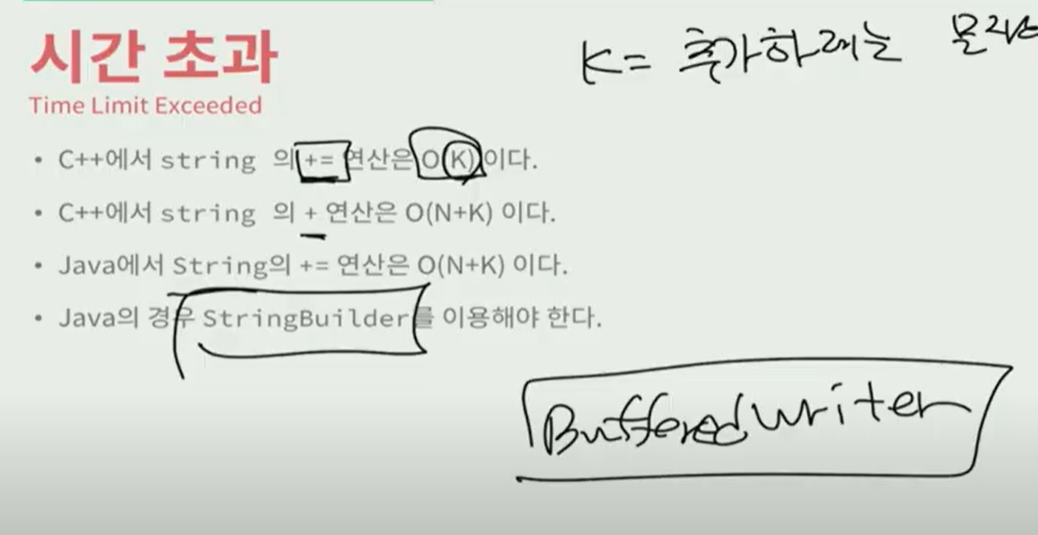 시간 초과
K= 추가하려는
Time Limit Exceeded
• C++에서 string 의 += 연산은 O(K) 이다.
• C++에서 string 의 + 연산은 O(N+K) 이다.
• Java에서 String의 += 연산은 O(N+K) 이다.
• Java의 경우 StringBuilder를 이용해야 한다.
BufferedWriter